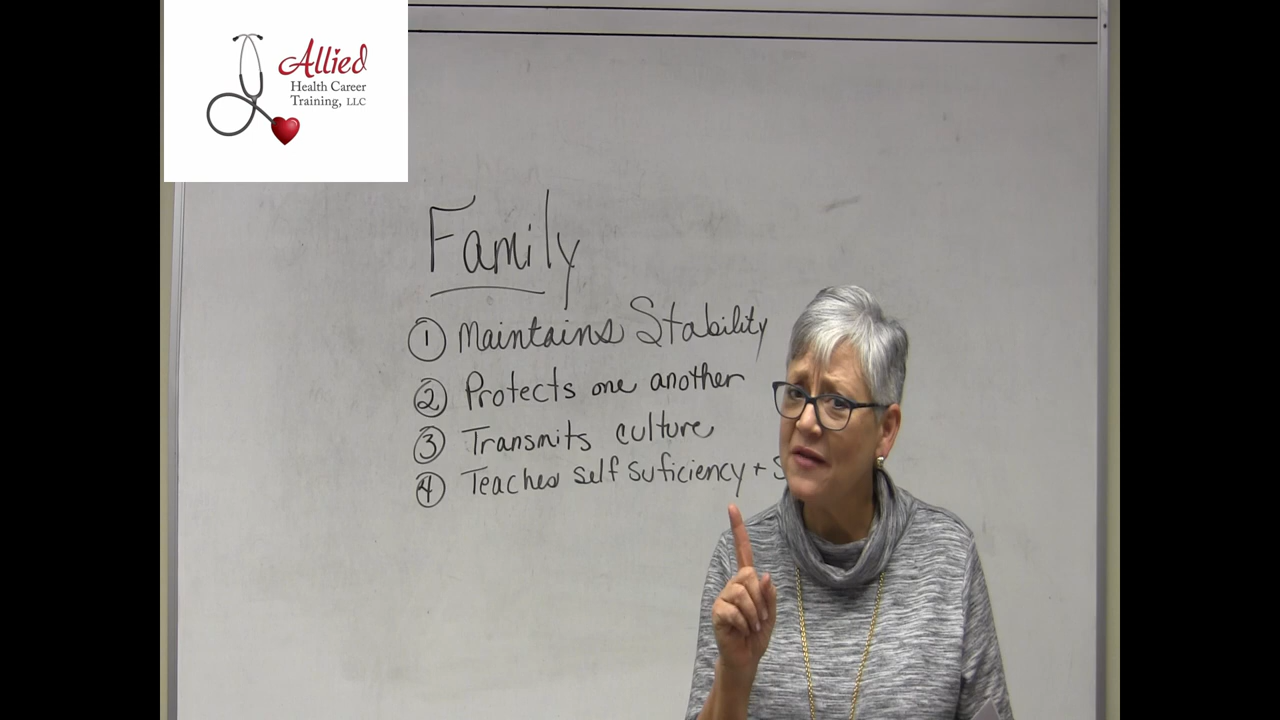 Allied
Health Career
Training, LLC
Family
① Maintains Stability
② Protects one another
③ Transmits culture
④ Teaches self suficiency + S